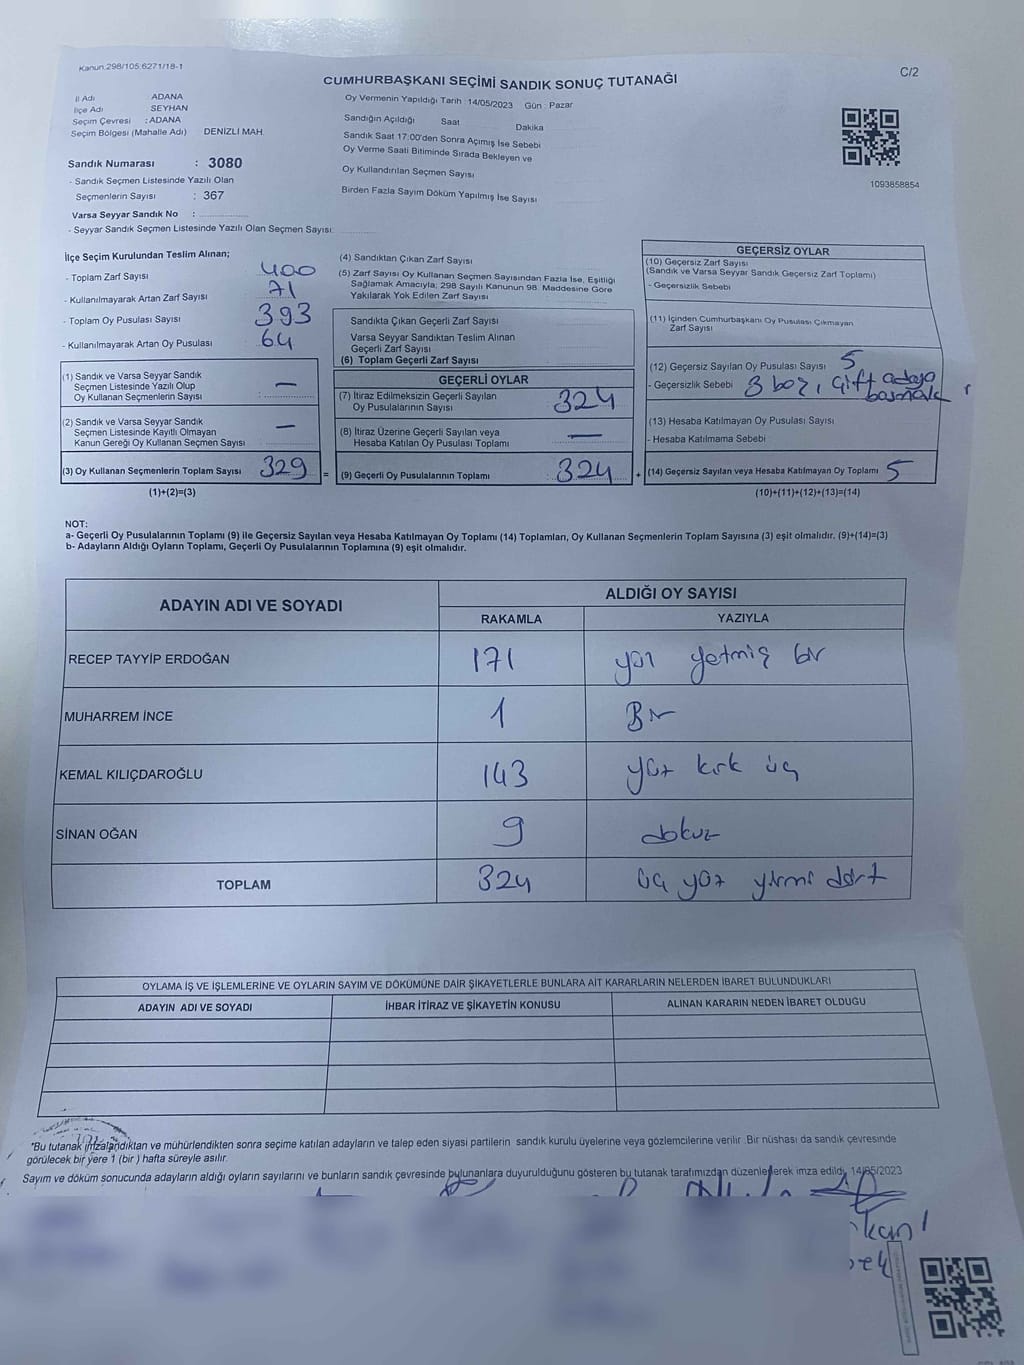 Kanun.298/105.6271/18-1
CUMHURBAŞKANI SEÇİMİ SANDIK SONUÇ TUTANAĞI
C/2
İl Adı : ADANA
İlçe Adı : SEYHAN
Seçim Çevresi : ADANA
Seçim Bölgesi (Mahalle Adı) DENİZLİ MAH.
Sandık Numarası : 3080
- Sandık Seçmen Listesinde Yazılı Olan
Seçmenlerin Sayısı : 367
Varsa Seyyar Sandık No :
- Seyyar Sandık Seçmen Listesinde Yazılı Olan Seçmen Sayısı:
Oy Vermenin Yapıldığı Tarih : 14/05/2023 Gün : Pazar
Sandığın Açıldığı Saat Dakika
Sandık Saat 17:00'den Sonra Açımış İse Sebebi
Oy Verme Saati Bitiminde Sırada Bekleyen ve
Oy Kullandırılan Seçmen Sayısı
Birden Fazla Sayım Döküm Yapılmış İse Sayısı
1093858854
İlçe Seçim Kurulundan Teslim Alınan;
- Toplam Zarf Sayısı 400
- Kullanılmayarak Artan Zarf Sayısı 71
- Toplam Oy Pusulası Sayısı 393
- Kullanılmayarak Artan Oy Pusulası 64
(1) Sandık ve Varsa Seyyar Sandık
Seçmen Listesinde Yazılı Olup
Oy Kullanan Seçmenlerin Sayısı : —
(2) Sandık ve Varsa Seyyar Sandık
Seçmen Listesinde Kayıtlı Olmayan
Kanun Gereği Oy Kullanan Seçmen Sayısı —
(3) Oy Kullanan Seçmenlerin Toplam Sayısı 329 =
(1)+(2)=(3)
(4) Sandıktan Çıkan Zarf Sayısı
(5) Zarf Sayısı Oy Kullanan Seçmen Sayısından Fazla İse, Eşitliği
Sağlamak Amacıyla; 298 Sayılı Kanunun 98. Maddesine Göre
Yakılarak Yok Edilen Zarf Sayısı
Sandıkta Çıkan Geçerli Zarf Sayısı
Varsa Seyyar Sandıktan Teslim Alınan
Geçerli Zarf Sayısı
(6) Toplam Geçerli Zarf Sayısı
GEÇERLİ OYLAR
(7) İtiraz Edilmeksizin Geçerli Sayılan
Oy Pusulalarının Sayısı 324
(8) İtiraz Üzerine Geçerli Sayılan veya
Hesaba Katılan Oy Pusulası Toplamı —
(9) Geçerli Oy Pusulalarının Toplamı 324 +
GEÇERSİZ OYLAR
(10) Geçersiz Zarf Sayısı
(Sandık ve Varsa Seyyar Sandık Geçersiz Zarf Toplamı)
- Geçersizlik Sebebi
(11) İçinden Cumhurbaşkanı Oy Pusulası Çıkmayan
Zarf Sayısı
(12) Geçersiz Sayılan Oy Pusulası Sayısı 5
- Geçersizlik Sebebi 3 boş, çift adaya
basmak
(13) Hesaba Katılmayan Oy Pusulası Sayısı
- Hesaba Katılmama Sebebi
(14) Geçersiz Sayılan veya Hesaba Katılmayan Oy Toplamı 5
(10)+(11)+(12)+(13)=(14)
NOT:
a- Geçerli Oy Pusulalarının Toplamı (9) ile Geçersiz Sayılan veya Hesaba Katılmayan Oy Toplamı (14) Toplamları, Oy Kullanan Seçmenlerin Toplam Sayısına (3) eşit olmalıdır. (9)+(14)=(3)
b- Adayların Aldığı Oyların Toplamı, Geçerli Oy Pusulalarının Toplamına (9) eşit olmalıdır.
ADAYIN ADI VE SOYADI ALDIĞI OY SAYISI
RAKAMLA YAZIYLA
RECEP TAYYİP ERDOĞAN 171 yüz yetmiş bir
MUHARREM İNCE 1 Bir
KEMAL KILIÇDAROĞLU 143 yüz kırk üç
SİNAN OĞAN 9 dokuz
TOPLAM 324 üç yüz yirmi dört
OYLAMA İŞ VE İŞLEMLERİNE VE OYLARIN SAYIM VE DÖKÜMÜNE DAİR ŞİKAYETLERLE BUNLARA AİT KARARLARIN NELERDEN İBARET BULUNDUKLARI
ADAYIN ADI VE SOYADI İHBAR İTİRAZ VE ŞİKAYETİN KONUSU ALINAN KARARIN NEDEN İBARET OLDUĞU
*Bu tutanak imzalandıktan ve mühürlendikten sonra seçime katılan adayların ve talep eden siyasi partilerin sandık kurulu üyelerine veya gözlemcilerine verilir .Bir nüshası da sandık çevresinde
görülecek bir yere 1 (bir ) hafta süreyle asılır.
Sayım ve döküm sonucunda adayların aldığı oyların sayılarını ve bunların sandık çevresinde bulunanlara duyurulduğunu gösteren bu tutanak tarafımızdan düzenlenerek imza edildi. 14/05/2023